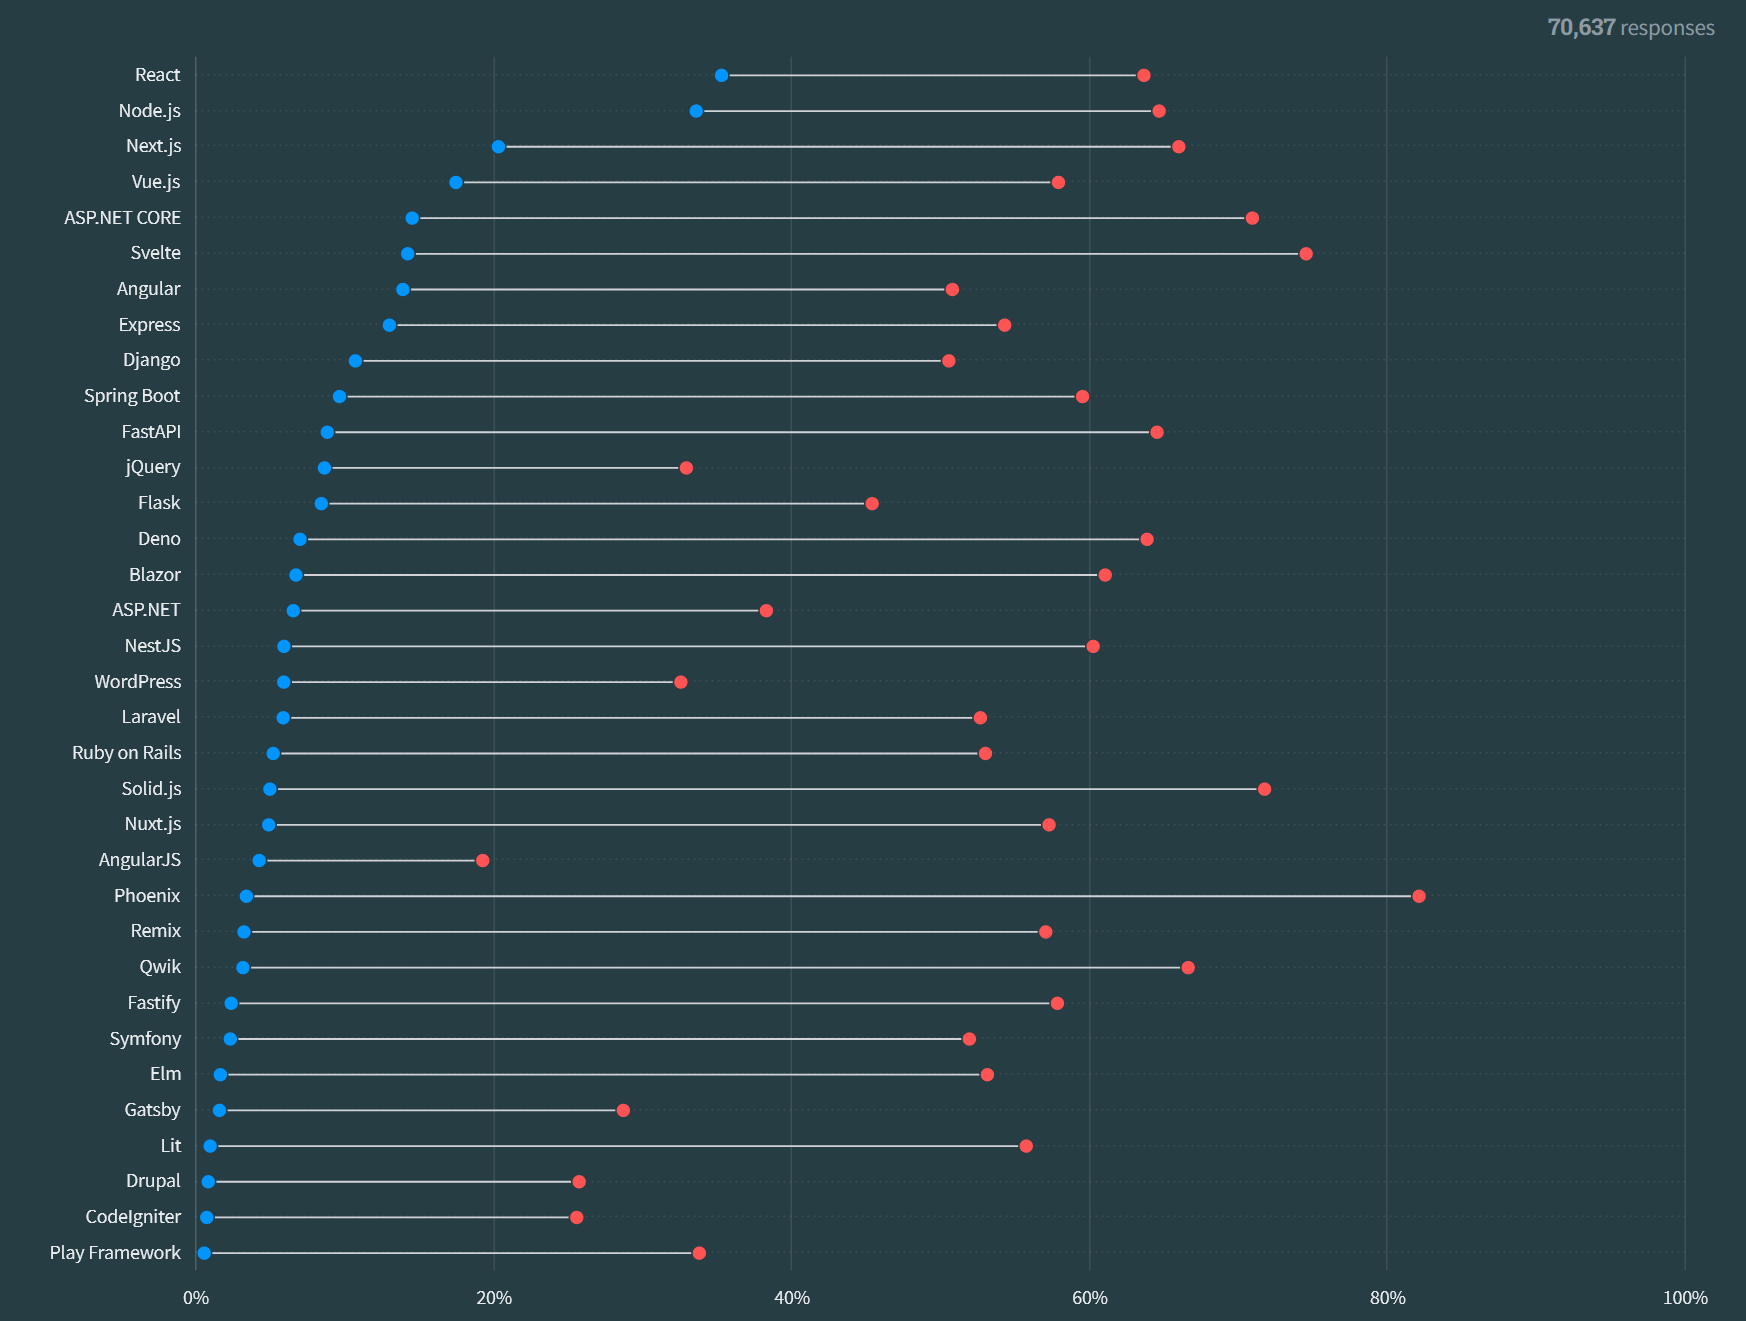 70,637 responses
React
Node.js
Next.js
Vue.js
ASP.NET CORE
Svelte
Angular
Express
Django
Spring Boot
FastAPI
jQuery
Flask
Deno
Blazor
ASP.NET
NestJS
WordPress
Laravel
Ruby on Rails
Solid.js
Nuxt.js
AngularJS
Phoenix
Remix
Qwik
Fastify
Symfony
Elm
Gatsby
Lit
Drupal
CodeIgniter
Play Framework
0% 20% 40% 60% 80% 100%